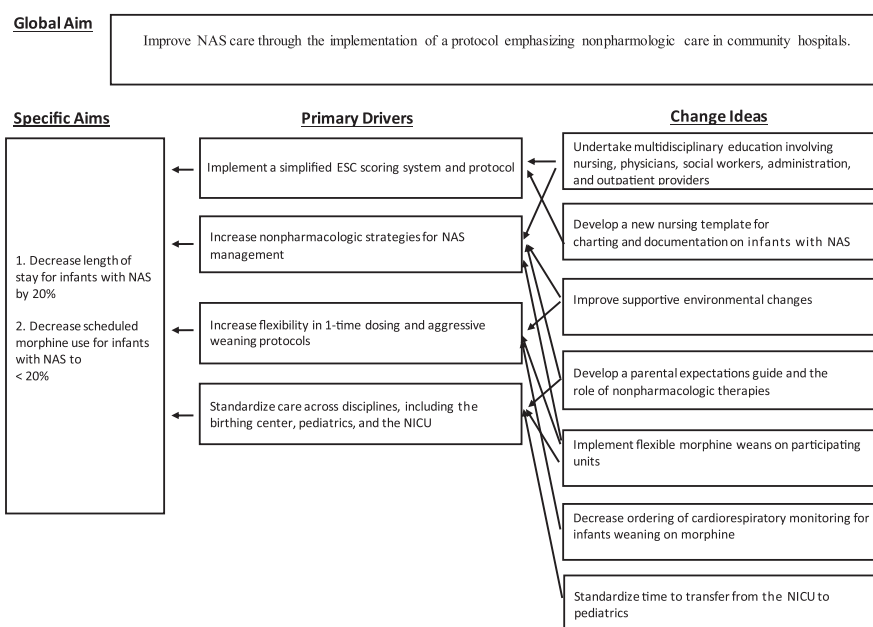 Global Aim
Improve NAS care through the implementation of a protocol emphasizing nonpharmologic care in community hospitals.
Specific Aims
Primary Drivers
Change Ideas
1. Decrease length of
stay for infants with NAS
by 20%
2. Decrease scheduled
morphine use for infants
with NAS to
< 20%
Implement a simplified ESC scoring system and protocol
Increase nonpharmacologic strategies for NAS
management
Increase flexibility in 1-time dosing and aggressive
weaning protocols
Standardize care across disciplines, including the
birthing center, pediatrics, and the NICU
Undertake multidisciplinary education involving
nursing, physicians, social workers, administration,
and outpatient providers
Develop a new nursing template for
charting and documentation on infants with NAS
Improve supportive environmental changes
Develop a parental expectations guide and the
role of nonpharmacologic therapies
Implement flexible morphine weans on participating
units
Decrease ordering of cardiorespiratory monitoring for
infants weaning on morphine
Standardize time to transfer from the NICU to
pediatrics